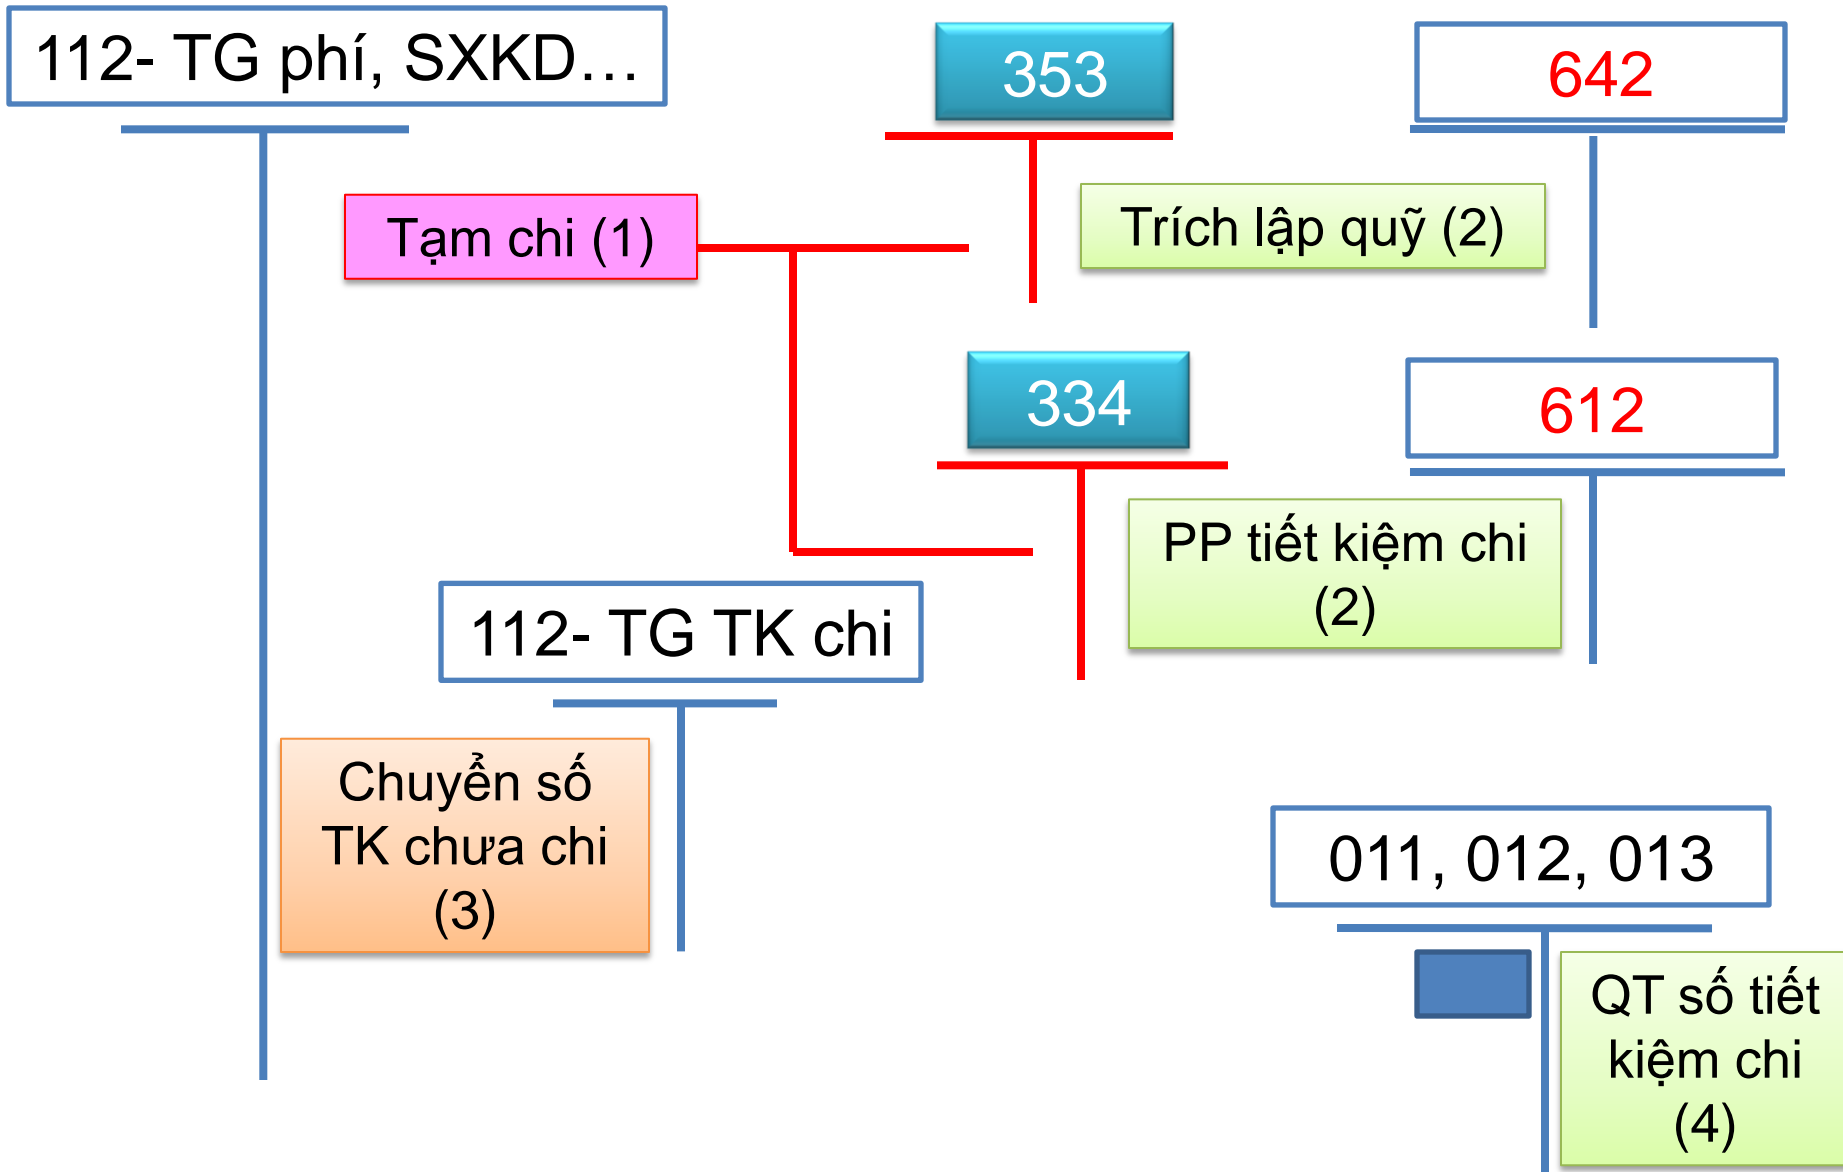 112- TG phí, SXKD…
353
642
Tạm chi (1)
Trích lập quỹ (2)
334
612
PP tiết kiệm chi
(2)
112- TG TK chi
Chuyển số
TK chưa chi
(3)
011, 012, 013
QT số tiết
kiệm chi
(4)